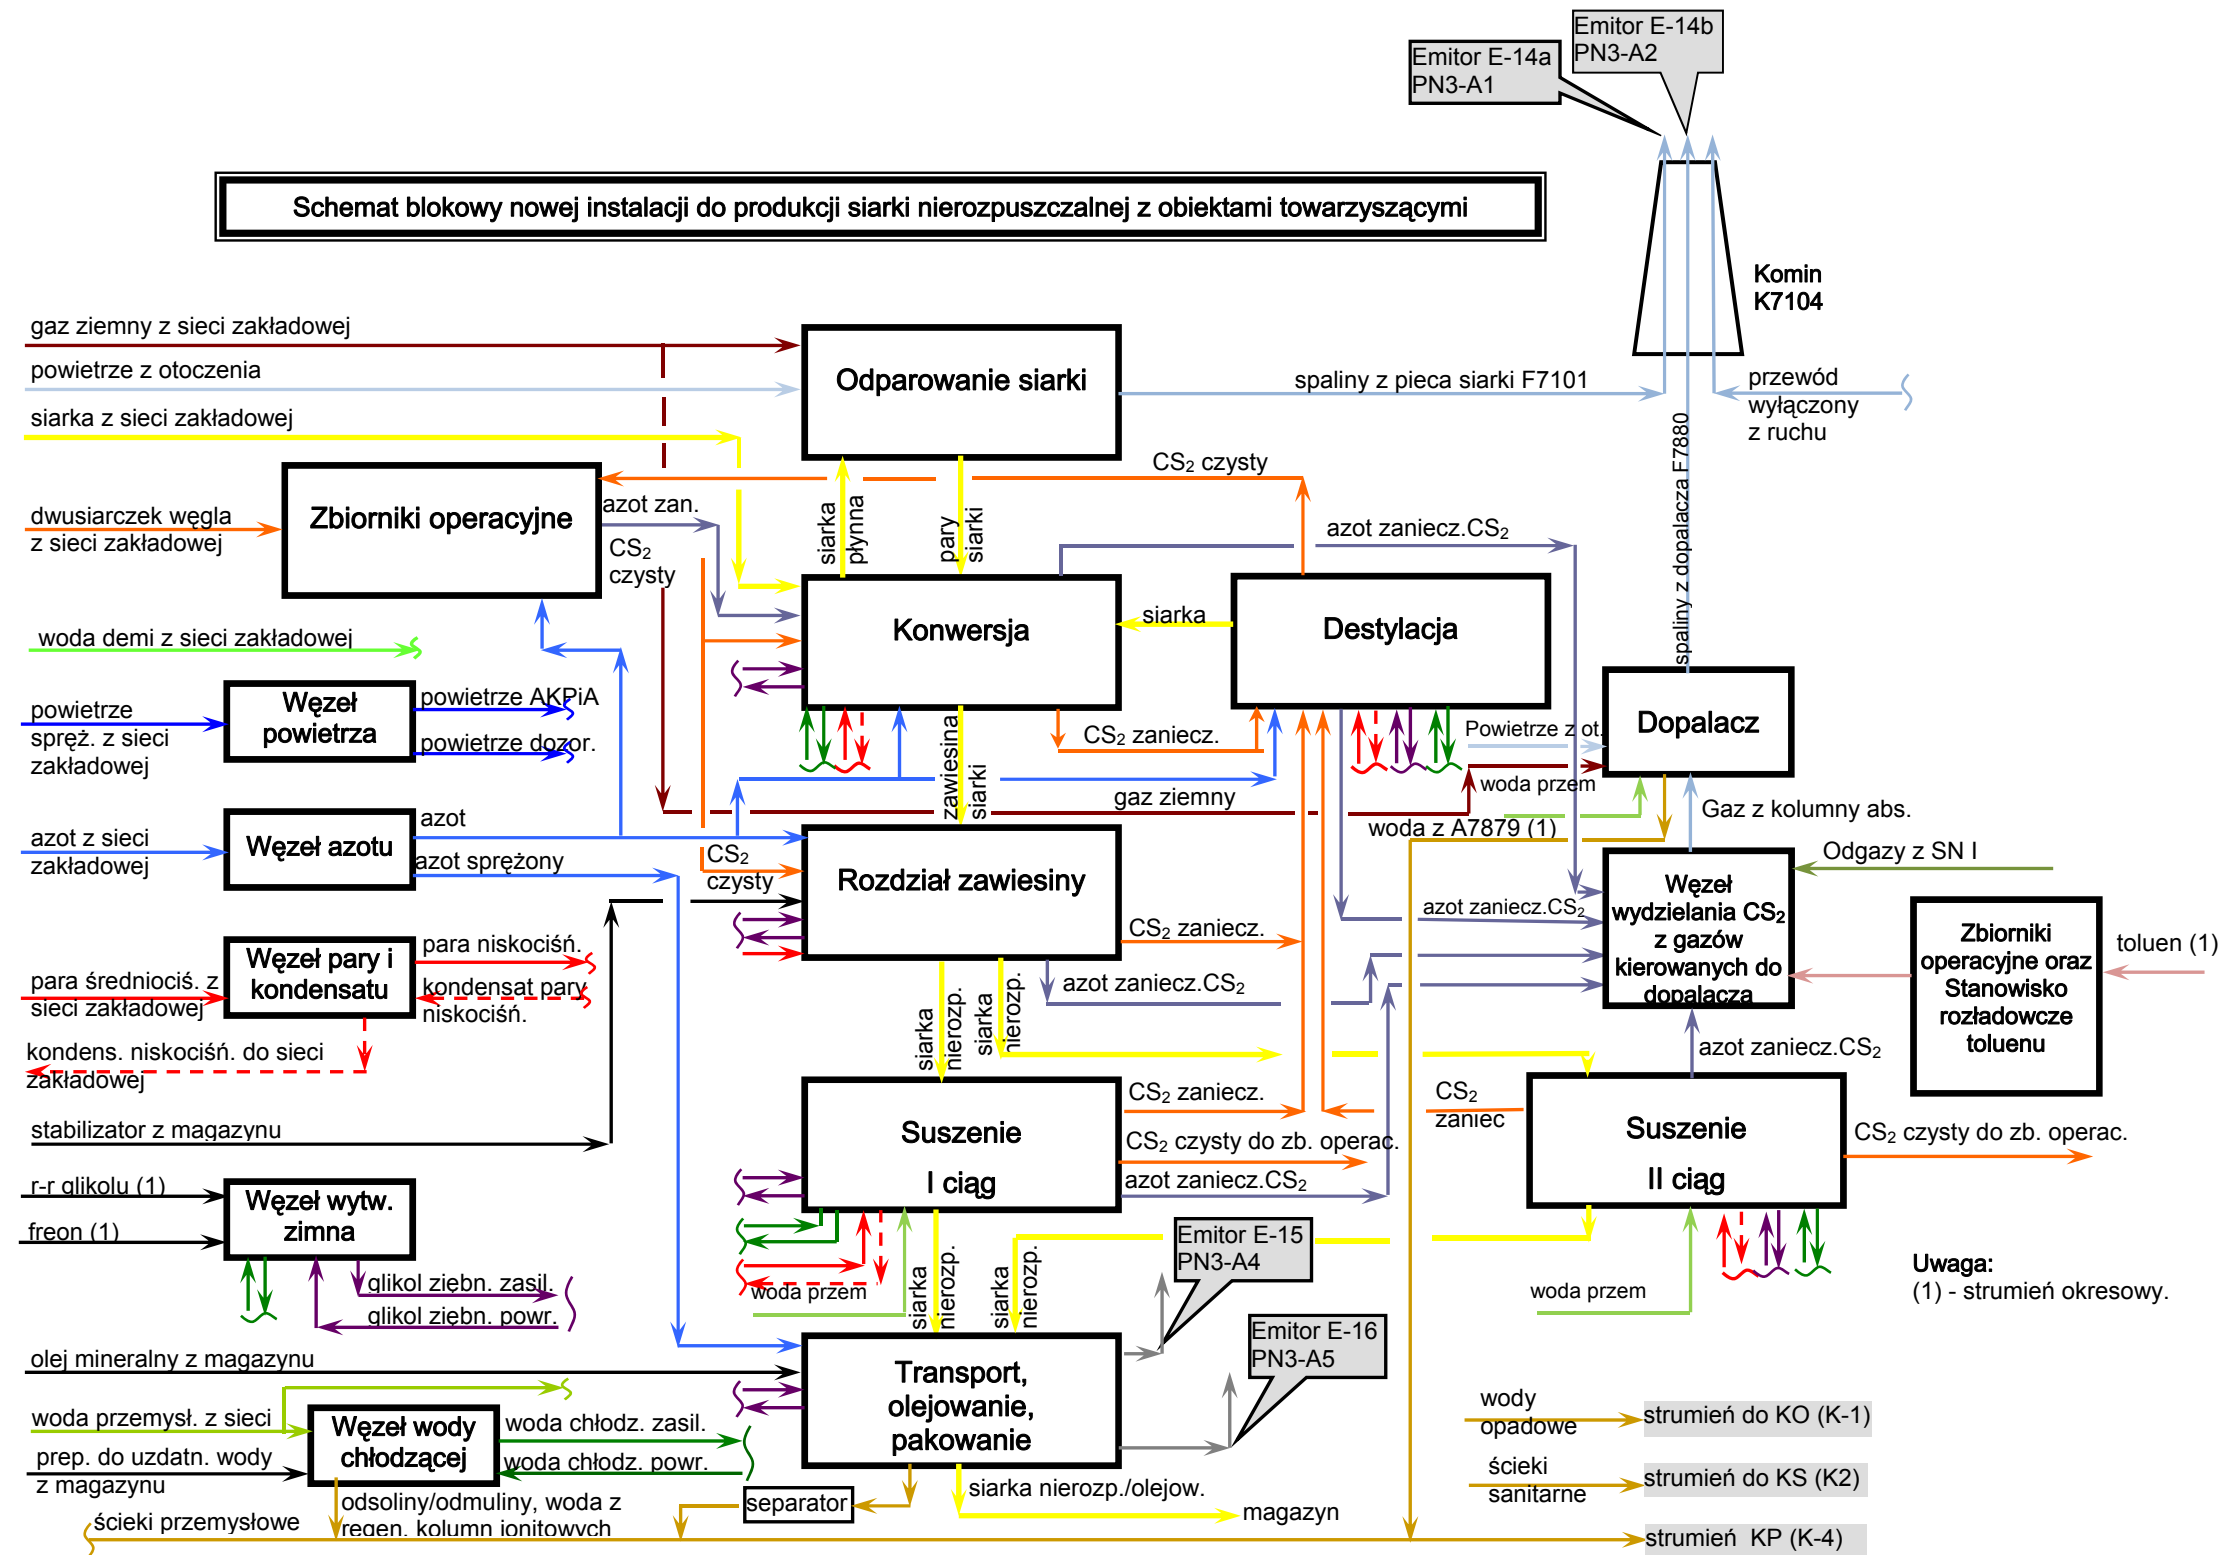 Emitor E-14b
PN3-A2
Emitor E-14a
PN3-A1
Schemat blokowy nowej instalacji do produkcji siarki nierozpuszczalnej z obiektami towarzyszącymi
Komin
K7104
gaz ziemny z sieci zakładowej
powietrze z otoczenia
siarka z sieci zakładowej
Odparowanie siarki
spaliny z pieca siarki F7101
przewód
wyłączony
z ruchu
dwusiarczek węgla
z sieci zakładowej
Zbiorniki operacyjne
azot zan.
CS₂
czysty
siarka
płynna
pary
siarki
CS₂ czysty
azot zaniecz.CS₂
spaliny z dopalacza F7880
Konwersja
siarka
Destylacja
woda demi z sieci zakładowej
powietrze
spręż. z sieci
zakładowej
Węzeł
powietrza
powietrze AKPiA
powietrze dozor.
zawiesina
siarki
CS₂ zaniecz.
Powietrze z ot.
Dopalacz
woda przem
gaz ziemny
Gaz z kolumny abs.
woda z A7879 (1)
azot z sieci
zakładowej
Węzeł azotu
azot
azot sprężony
CS₂
czysty
Rozdział zawiesiny
Odgazy z SN I
azot zaniecz.CS₂
Węzeł
wydzielania CS₂
z gazów
kierowanych do
dopalacza
Zbiorniki
operacyjne oraz
Stanowisko
rozładowcze
toluenu
toluen (1)
CS₂ zaniecz.
azot zaniecz.CS₂
para średniociś. z
sieci zakładowej
Węzeł pary i
kondensatu
para niskociśń.
kondensat pary
niskociśń.
kondens. niskociśń. do sieci
zakładowej
siarka
nierozp.
siarka
nierozp.
azot zaniecz.CS₂
stabilizator z magazynu
Suszenie
I ciąg
CS₂ zaniecz.
CS₂ czysty do zb. operac.
azot zaniecz.CS₂
CS₂
zaniec
Suszenie
II ciąg
CS₂ czysty do zb. operac.
r-r glikolu (1)
freon (1)
Węzeł wytw.
zimna
glikol ziębn. zasil.
glikol ziębn. powr.
woda przem
siarka
nierozp.
siarka
nierozp.
Emitor E-15
PN3-A4
woda przem
Uwaga:
(1) - strumień okresowy.
Emitor E-16
PN3-A5
olej mineralny z magazynu
Transport,
olejowanie,
pakowanie
woda przemysł. z sieci
prep. do uzdatn. wody
z magazynu
Węzeł wody
chłodzącej
woda chłodz. zasil.
woda chłodz. powr.
wody
opadowe
strumień do KO (K-1)
ścieki
sanitarne
strumień do KS (K2)
siarka nierozp./olejow.
magazyn
separator
odsoliny/odmuliny, woda z
regen. kolumn jonitowych
ścieki przemysłowe
strumień KP (K-4)